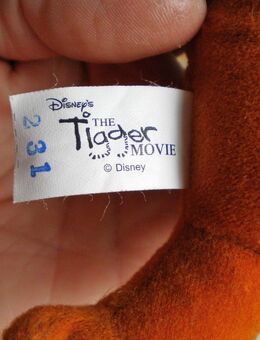 Disney's
THE
Tigger
MOVIE
© Disney
231